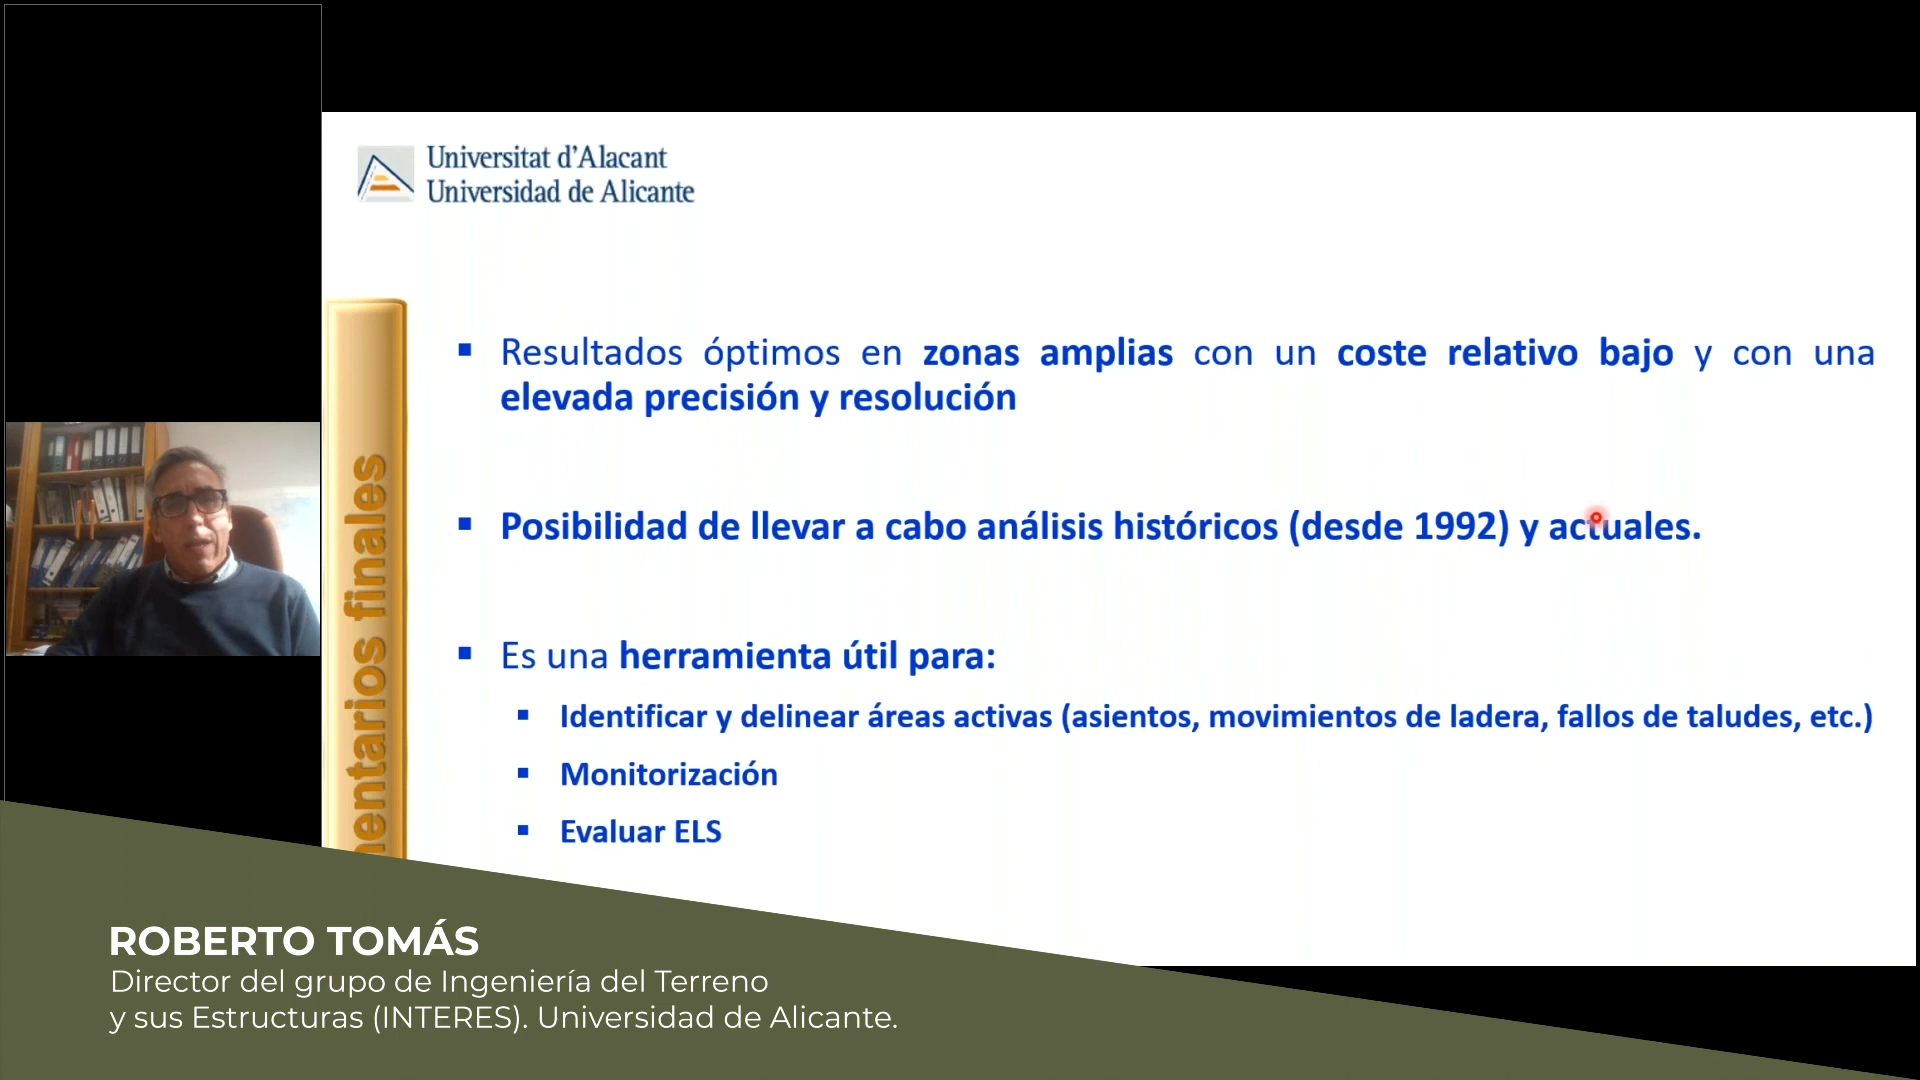 Universitat d'Alacant
Universidad de Alicante
Resultados óptimos en zonas amplias con un coste relativo bajo y con una
elevada precisión y resolución
Posibilidad de llevar a cabo análisis históricos (desde 1992) y actuales.
Es una herramienta útil para:
Identificar y delinear áreas activas (asientos, movimientos de ladera, fallos de taludes, etc.)
Monitorización
Evaluar ELS
mentarios finales
ROBERTO TOMÁS
Director del grupo de Ingeniería del Terreno
y sus Estructuras (INTERES). Universidad de Alicante.